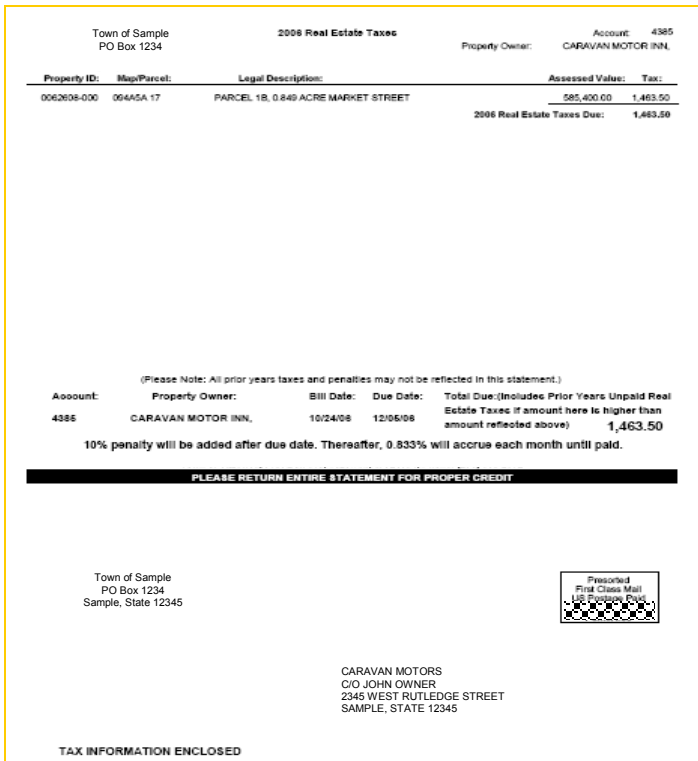 Town of Sample
PO Box 1234
2006 Real Estate Taxes
Account: 4385
Property Owner: CARAVAN MOTOR INN,
Property ID: Map/Parcel: Legal Description: Assessed Value: Tax:
0062608-000 094A5A 17 PARCEL 1B, 0.849 ACRE MARKET STREET 585,400.00 1,463.50
2006 Real Estate Taxes Due: 1,463.50
(Please Note: All prior years taxes and penalties may not be reflected in this statement.)
Account: Property Owner: Bill Date: Due Date: Total Due:(Includes Prior Years Unpaid Real
Estate Taxes if amount here is higher than
4385 CARAVAN MOTOR INN, 10/24/06 12/05/06 amount reflected above) 1,463.50
10% penalty will be added after due date. Thereafter, 0.833% will accrue each month until paid.
PLEASE RETURN ENTIRE STATEMENT FOR PROPER CREDIT
Town of Sample
PO Box 1234
Sample, State 12345
Presorted
First Class Mail
US Postage Paid
CARAVAN MOTORS
C/O JOHN OWNER
2345 WEST RUTLEDGE STREET
SAMPLE, STATE 12345
TAX INFORMATION ENCLOSED